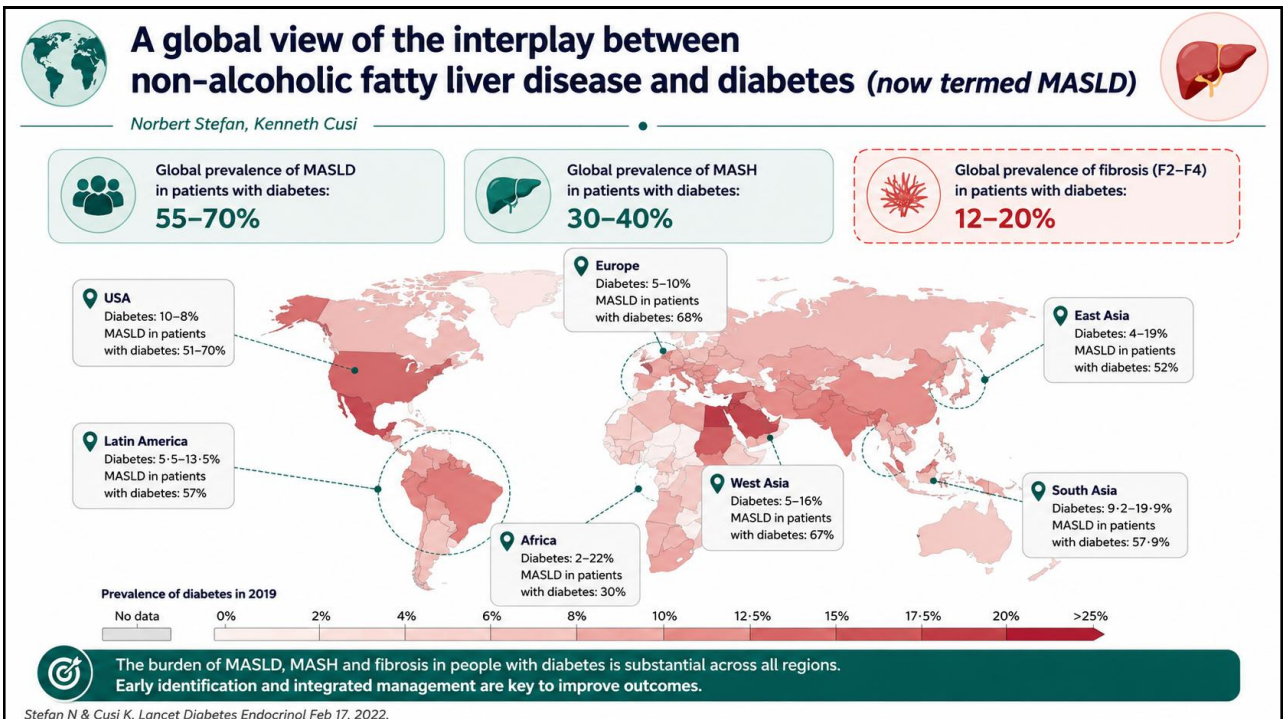 A global view of the interplay between
non-alcoholic fatty liver disease and diabetes (now termed MASLD)
Norbert Stefan, Kenneth Cusi
Global prevalence of MASLD
in patients with diabetes:
55–70%
Global prevalence of MASH
in patients with diabetes:
30–40%
Global prevalence of fibrosis (F2–F4)
in patients with diabetes:
12–20%
Europe
Diabetes: 5–10%
MASLD in patients
with diabetes: 68%
USA
Diabetes: 10–8%
MASLD in patients
with diabetes: 51–70%
East Asia
Diabetes: 4–19%
MASLD in patients
with diabetes: 52%
Latin America
Diabetes: 5·5–13·5%
MASLD in patients
with diabetes: 57%
West Asia
Diabetes: 5–16%
MASLD in patients
with diabetes: 67%
South Asia
Diabetes: 9·2–19·9%
MASLD in patients
with diabetes: 57·9%
Africa
Diabetes: 2–22%
MASLD in patients
with diabetes: 30%
Prevalence of diabetes in 2019
No data 0% 2% 4% 6% 8% 10% 12·5% 15% 17·5% 20% >25%
The burden of MASLD, MASH and fibrosis in people with diabetes is substantial across all regions.
Early identification and integrated management are key to improve outcomes.
Stefan N & Cusi K. Lancet Diabetes Endocrinol Feb 17, 2022.